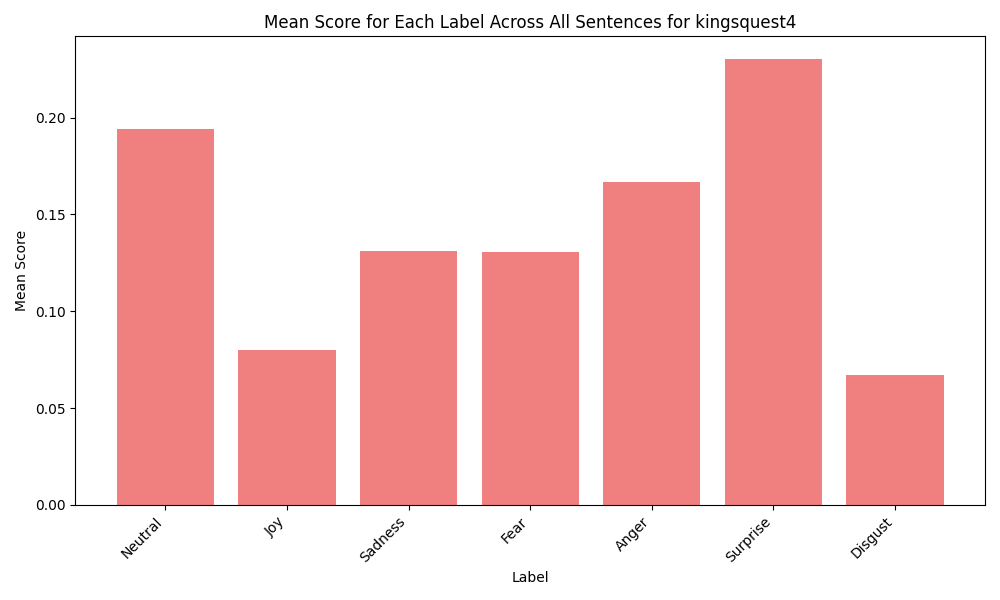 Mean Score for Each Label Across All Sentences for kingsquest4
Mean Score
0.20
0.15
0.10
0.05
0.00
Neutral
Joy
Sadness
Fear
Anger
Surprise
Disgust
Label